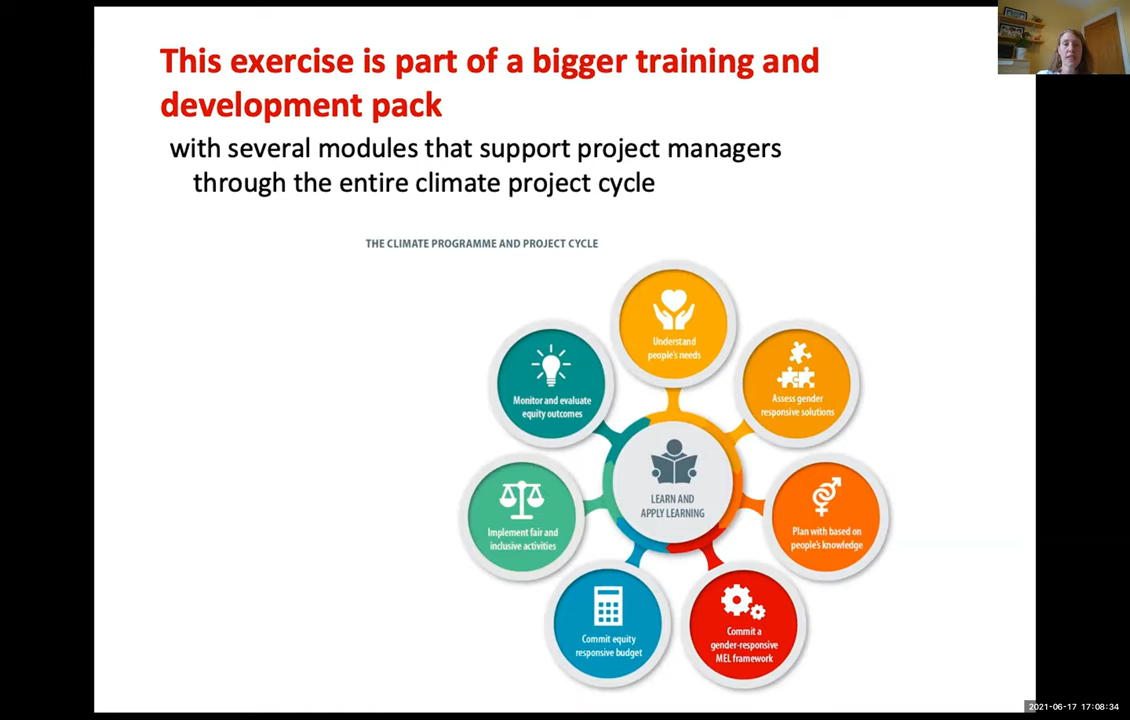 This exercise is part of a bigger training and
development pack
with several modules that support project managers
through the entire climate project cycle
THE CLIMATE PROGRAMME AND PROJECT CYCLE
Understand
people's needs
Assess gender
responsive solutions
Plan with based on
people's knowledge
Commit a
gender-responsive
MEL framework
Commit equity
responsive budget
Implement fair and
inclusive activities
Monitor and evaluate
equity outcomes
LEARN AND
APPLY LEARNING
2021-06-17 17:08:34